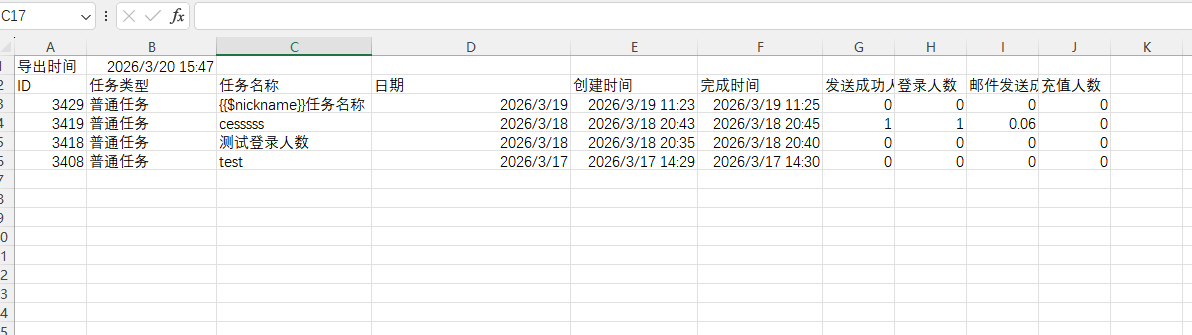 C17 fx
A B C D E F G H I J K
导出时间 2026/3/20 15:47
ID 任务类型 任务名称 日期 创建时间 完成时间 发送成功人 登录人数 邮件发送成 充值人数
3429 普通任务 {{$nickname}}任务名称 2026/3/19 2026/3/19 11:23 2026/3/19 11:25 0 0 0 0
3419 普通任务 cesssss 2026/3/18 2026/3/18 20:43 2026/3/18 20:45 1 1 0.06 0
3418 普通任务 测试登录人数 2026/3/18 2026/3/18 20:35 2026/3/18 20:40 0 0 0 0
3408 普通任务 test 2026/3/17 2026/3/17 14:29 2026/3/17 14:30 0 0 0 0
7
8
9
0
1
2
3
4
5